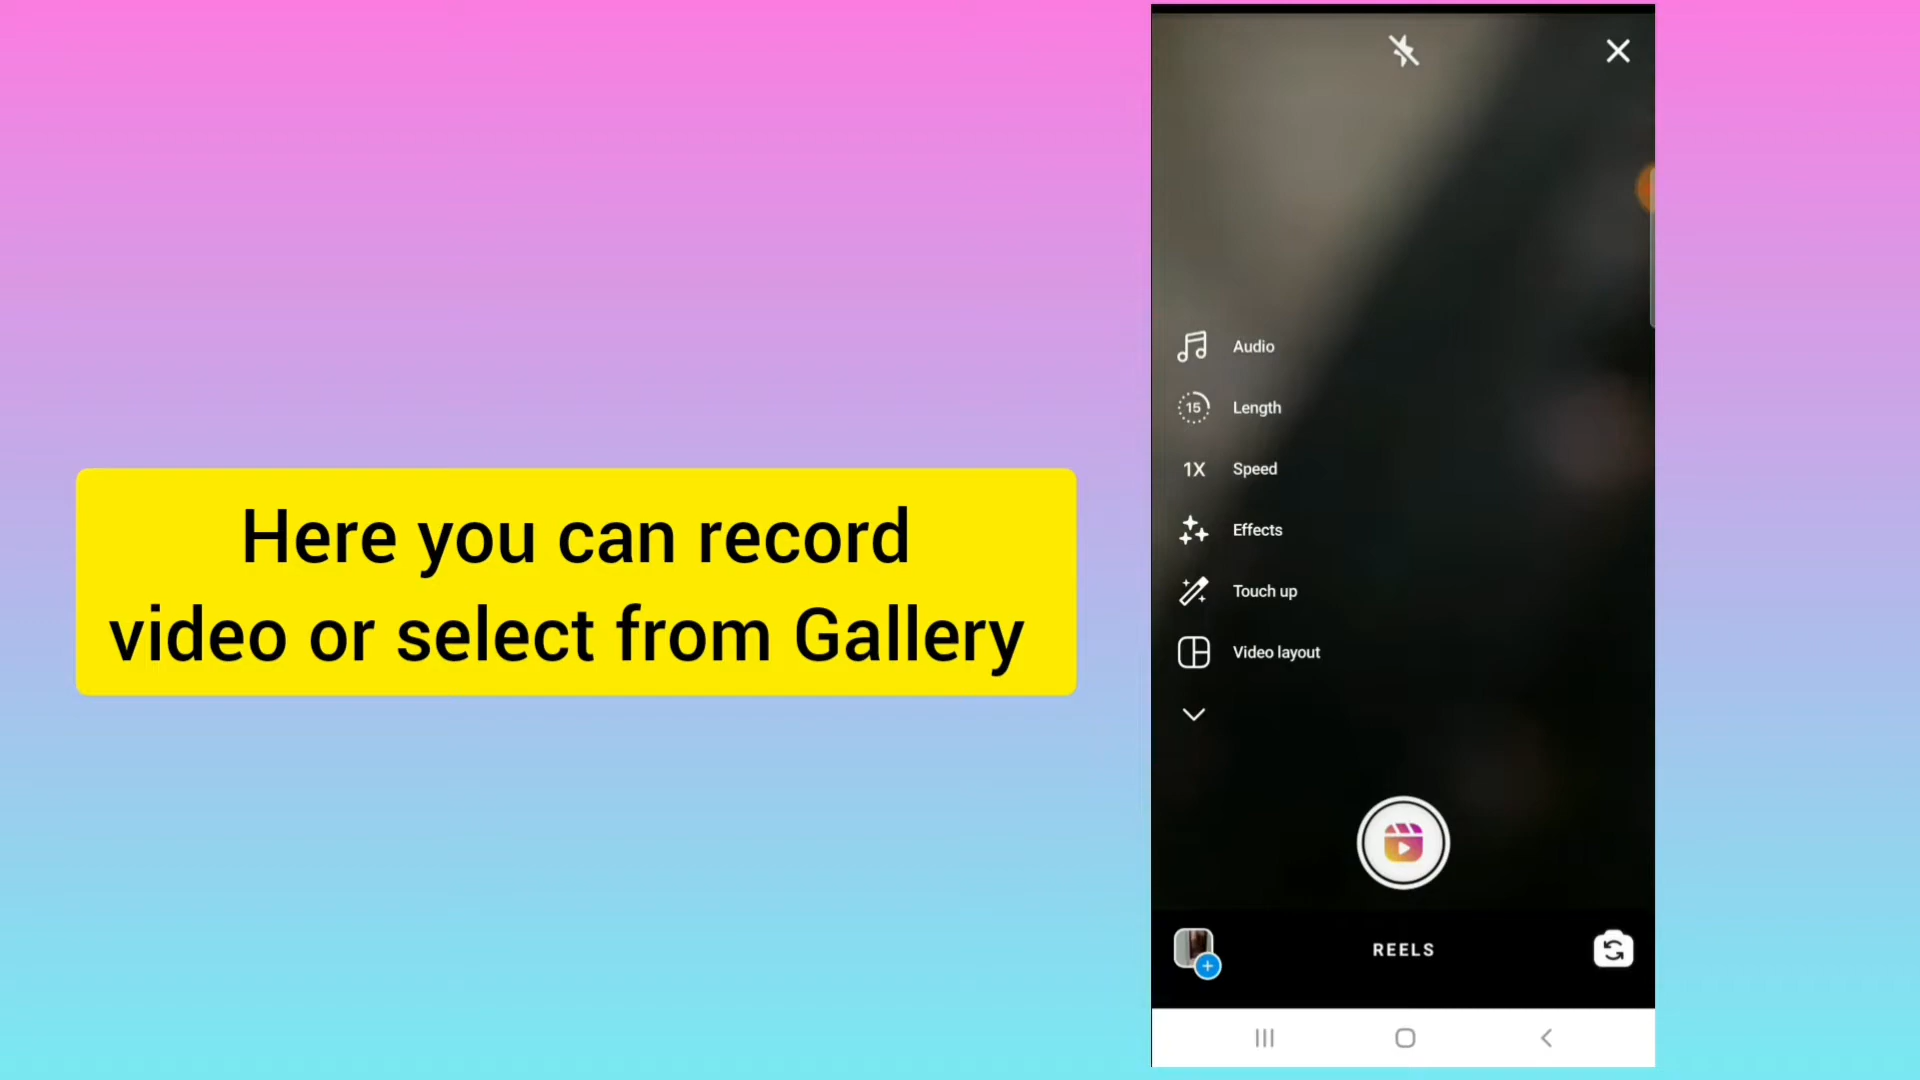 Here you can record
video or select from Gallery
Audio
15 Length
1X Speed
Effects
Touch up
Video layout
REELS